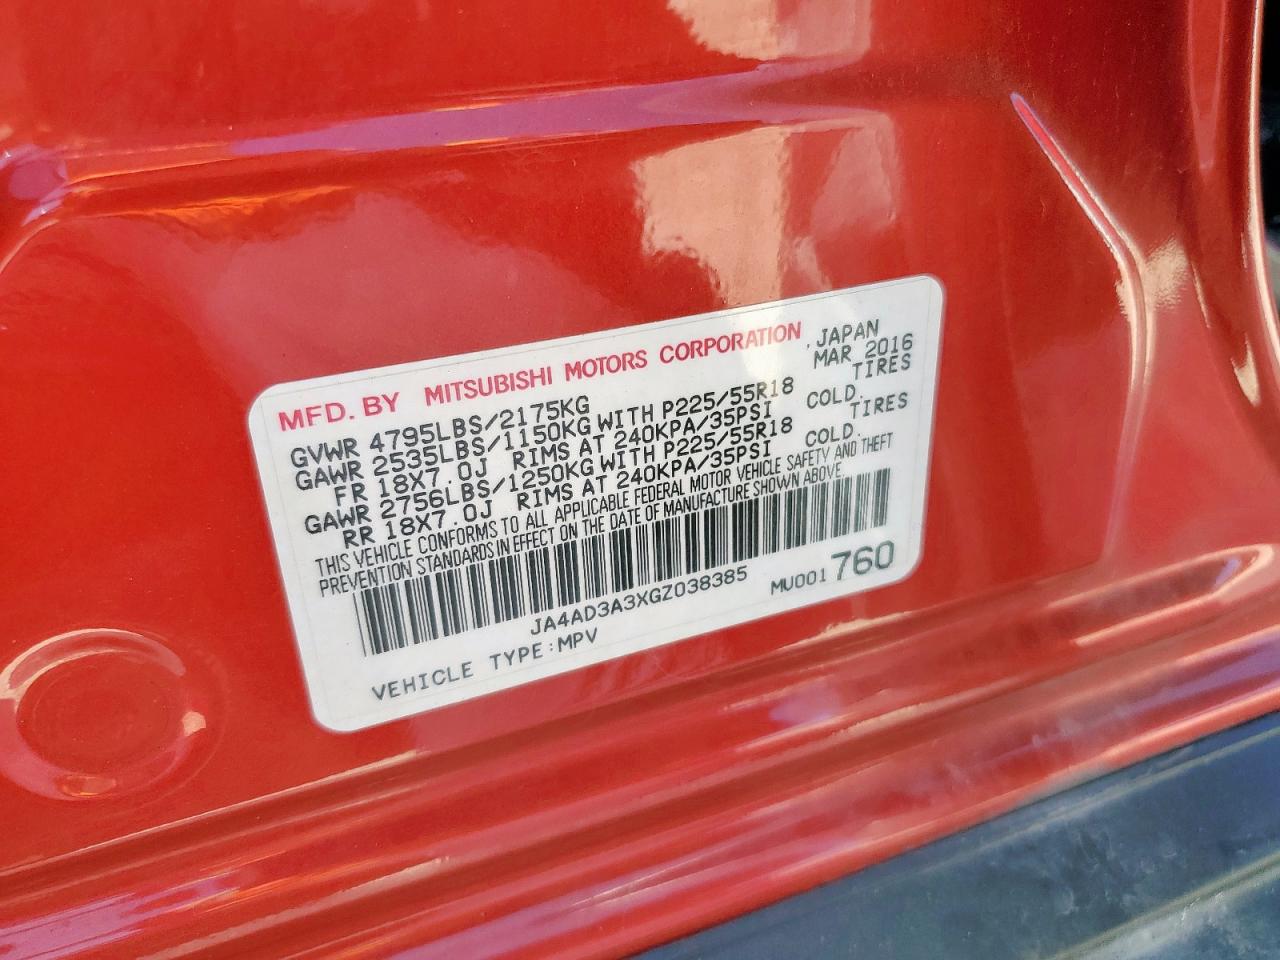 MFD. BY MITSUBISHI MOTORS CORPORATION , JAPAN
GVWR 4795LBS/2175KG MAR 2016
GAWR 2535LBS/1150KG WITH P225/55R18 TIRES
FR 18X7.0J RIMS AT 240KPA/35PSI COLD.
GAWR 2756LBS/1250KG WITH P225/55R18 TIRES
RR 18X7.0J RIMS AT 240KPA/35PSI COLD.
THIS VEHICLE CONFORMS TO ALL APPLICABLE FEDERAL MOTOR VEHICLE SAFETY AND THEFT
PREVENTION STANDARDS IN EFFECT ON THE DATE OF MANUFACTURE SHOWN ABOVE.
JA4AD3A3XGZ038385 MU001760
VEHICLE TYPE:MPV